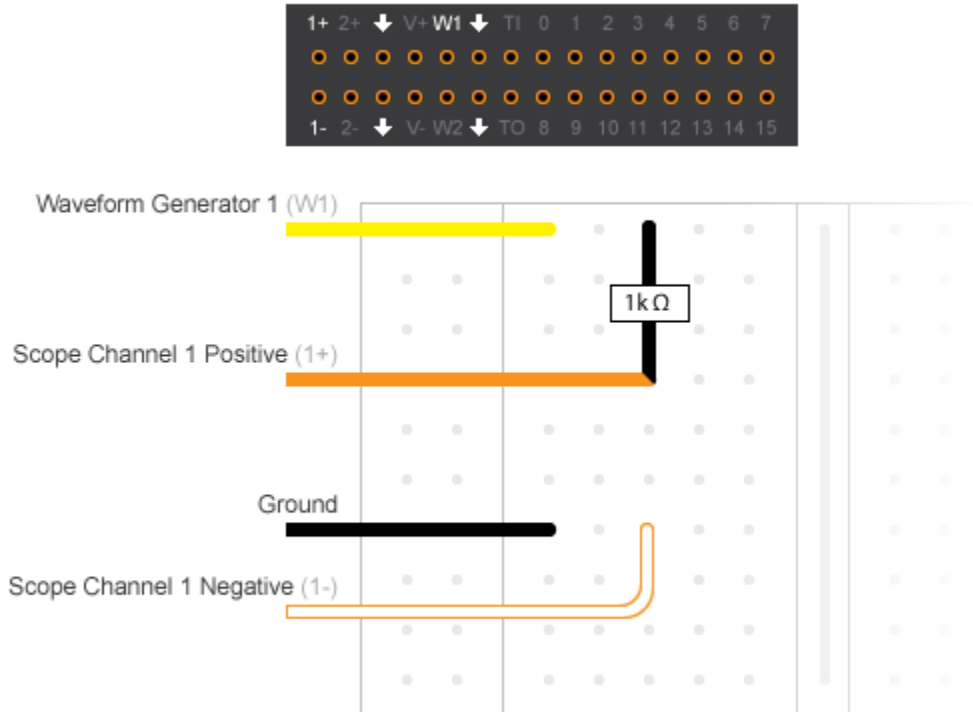 1+ 2+ ↓ V+ W1 ↓ TI 0 1 2 3 4 5 6 7
1- 2- ↓ V- W2 ↓ TO 8 9 10 11 12 13 14 15
Waveform Generator 1 (W1)
1k Ω
Scope Channel 1 Positive (1+)
Ground
Scope Channel 1 Negative (1-)